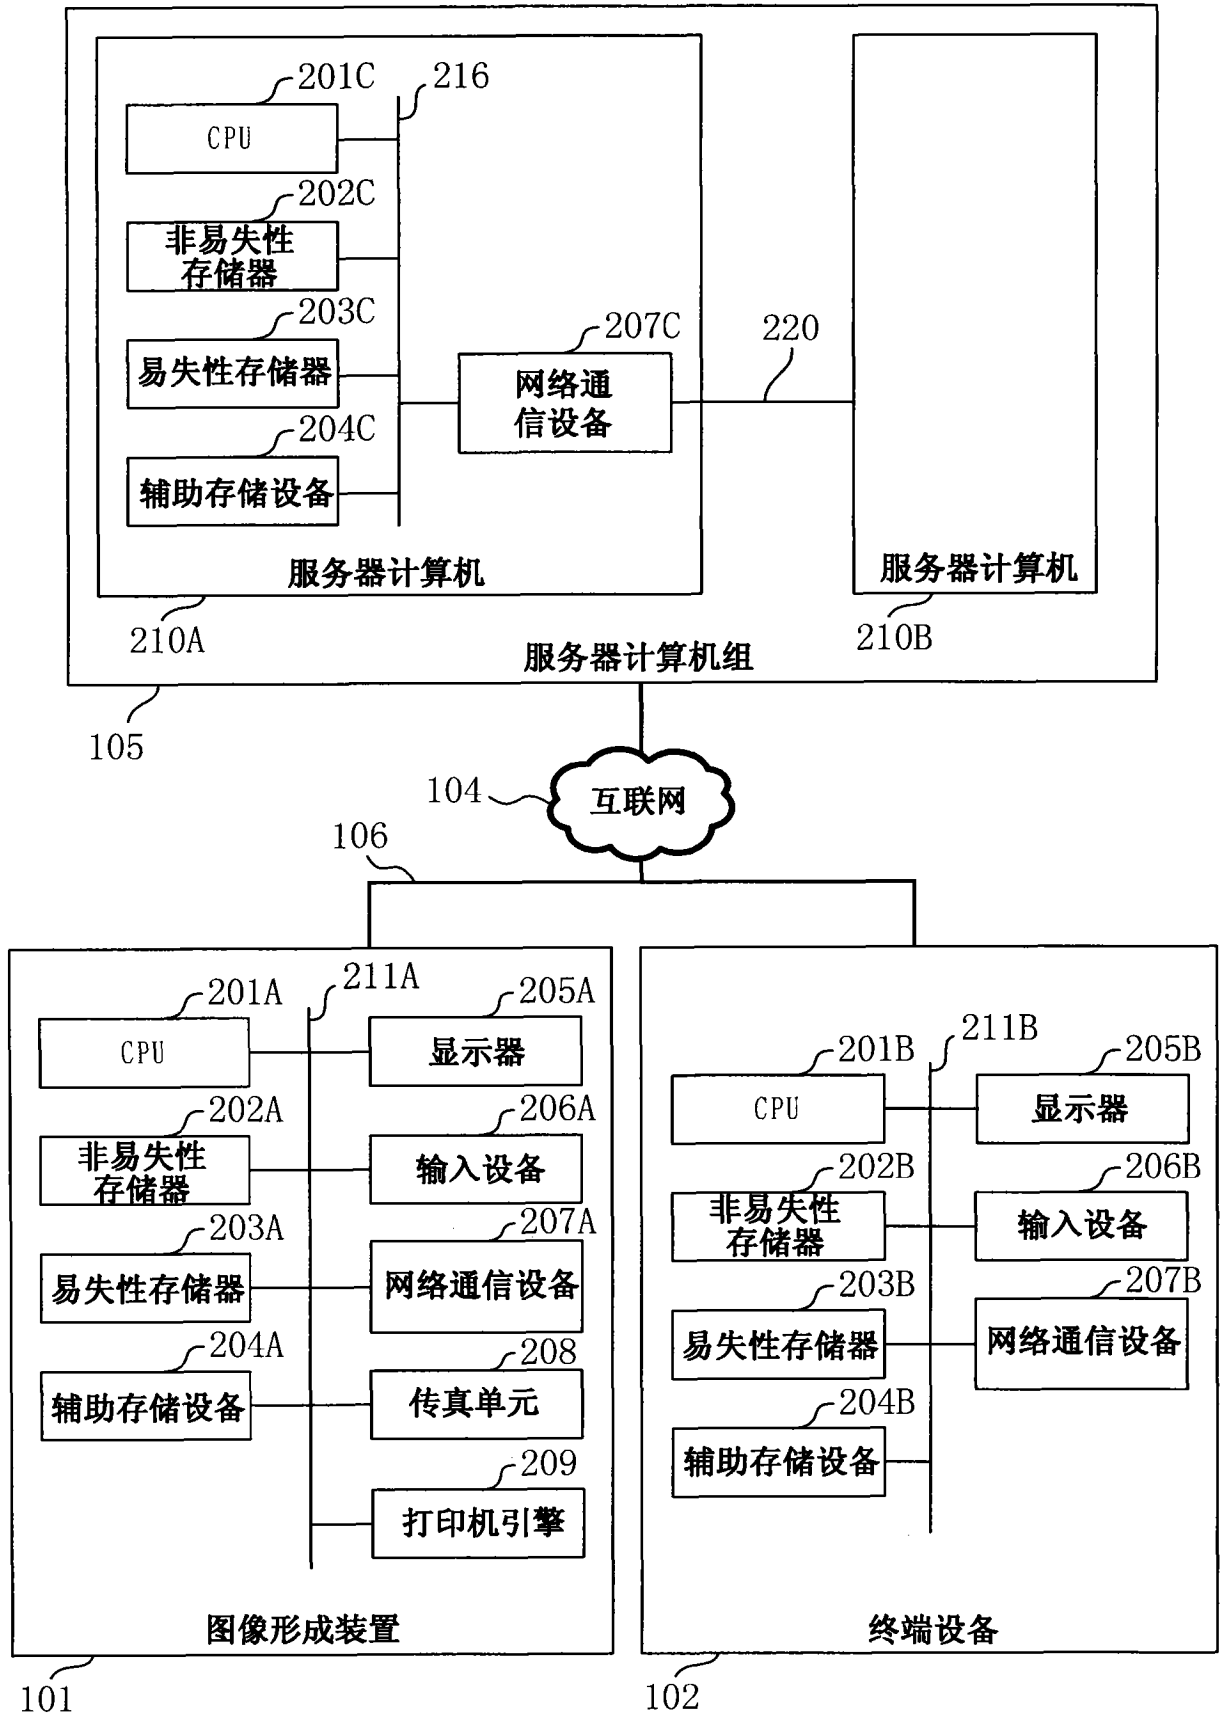 201C
216
CPU
202C
非易失性
存储器
203C
易失性存储器
204C
辅助存储设备
207C
网络通
信设备
220
服务器计算机
210A
服务器计算机
210B
服务器计算机组
105
104
互联网
106
201A
211A
205A
CPU
显示器
202A
206A
非易失性
存储器
输入设备
203A
207A
易失性存储器
网络通信设备
204A
208
辅助存储设备
传真单元
209
打印机引擎
图像形成装置
101
201B
211B
205B
CPU
显示器
202B
206B
非易失性
存储器
输入设备
203B
207B
易失性存储器
网络通信设备
204B
辅助存储设备
终端设备
102